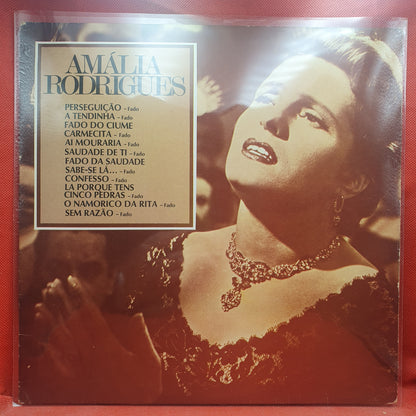 AMÁLIA
RODRIGUES
PERSEGUIÇÃO – Fado
A TENDINHA – Fado
FADO DO CIUME
CARMECITA – Fado
AI MOURARIA – Fado
SAUDADE DE TI – Fado
FADO DA SAUDADE
SABE-SE LÁ... – Fado
CONFESSO – Fado
LA PORQUE TENS
CINCO PEDRAS – Fado
O NAMORICO DA RITA – Fado
SEM RAZÃO – Fado